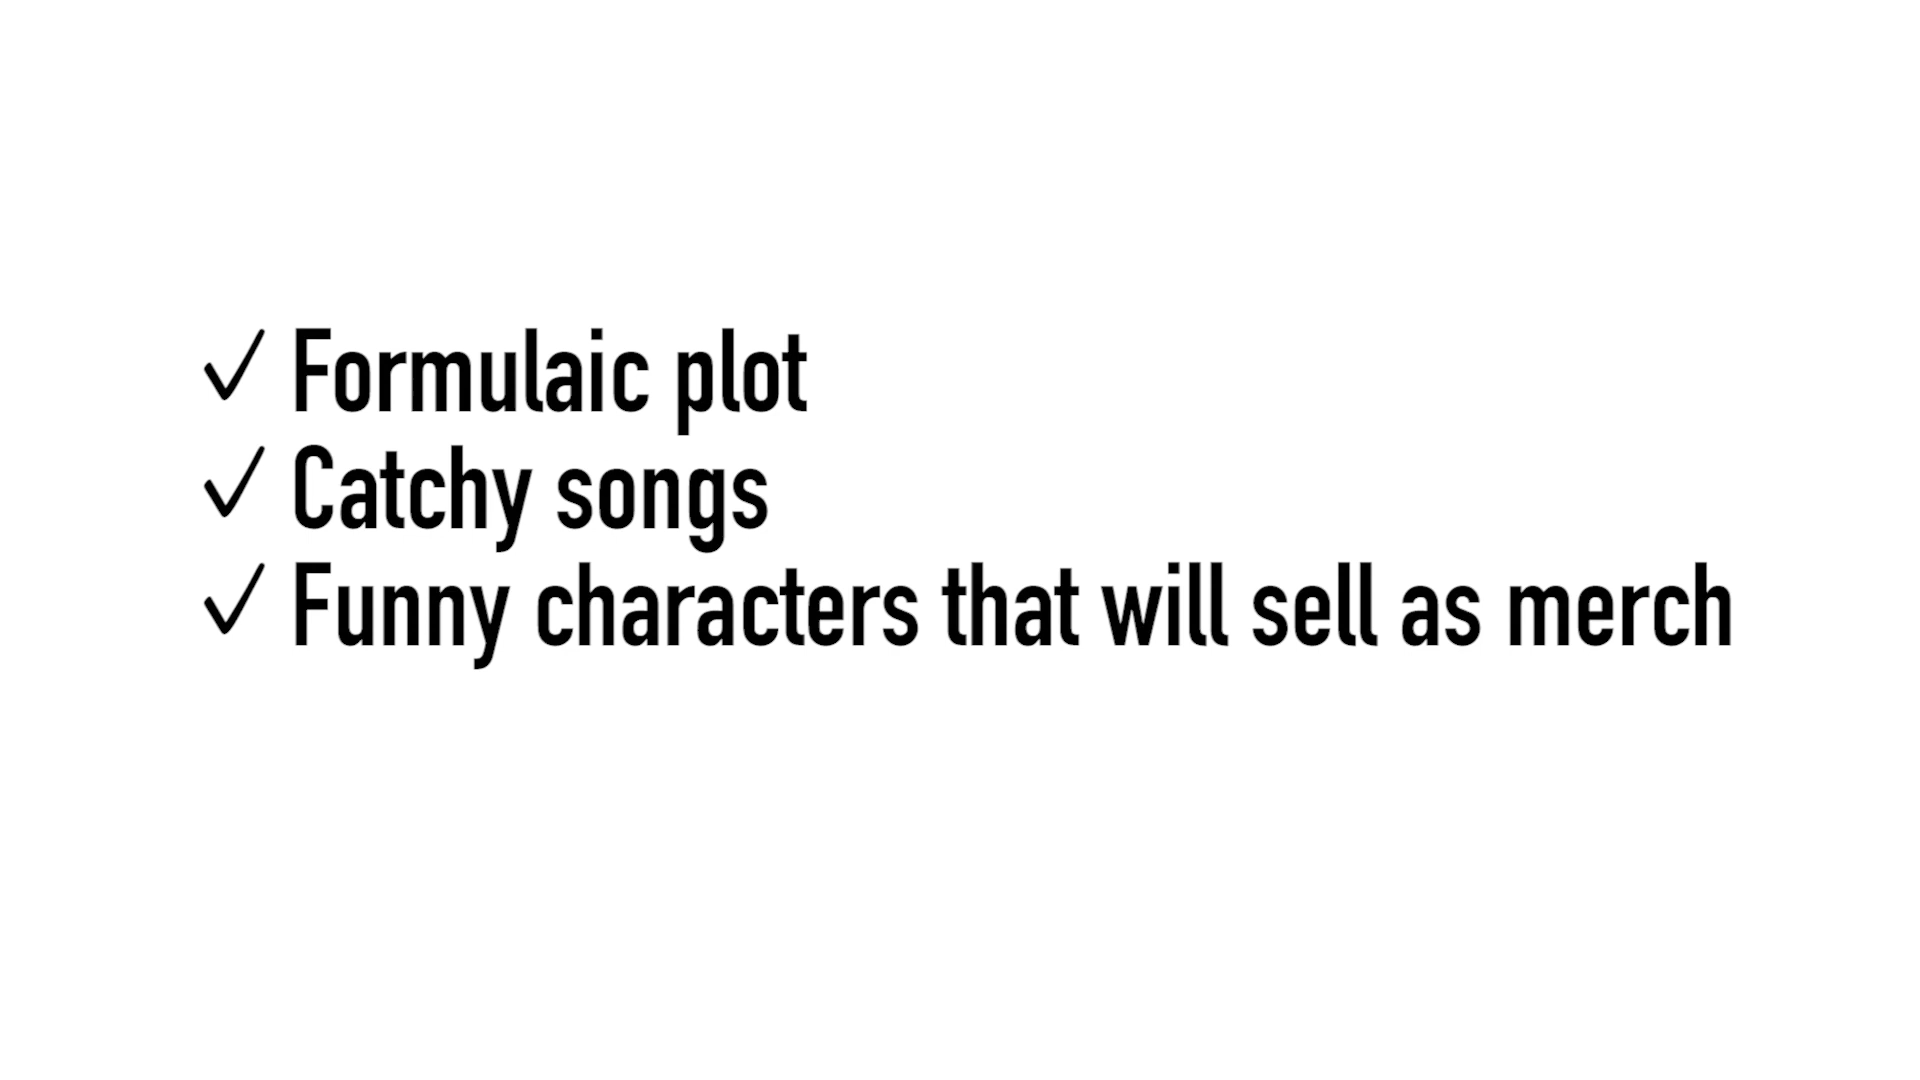 ✓ Formulaic plot
✓ Catchy songs
✓ Funny characters that will sell as merch